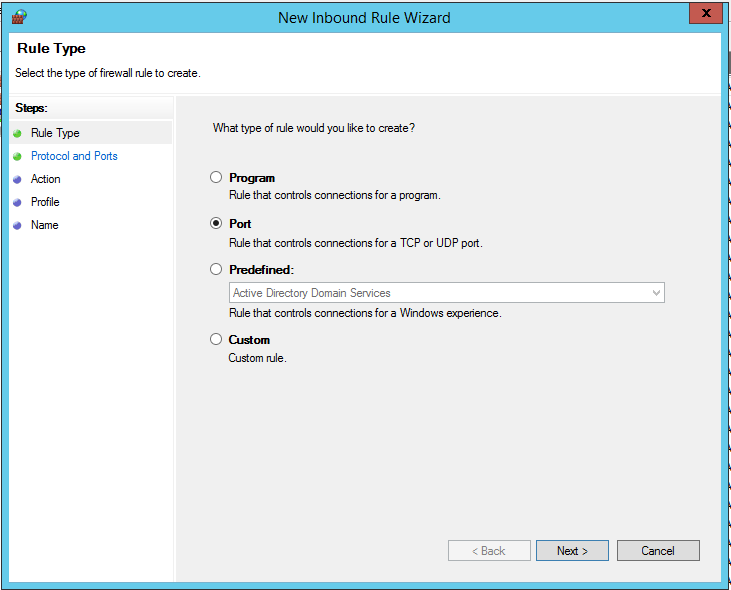 New Inbound Rule Wizard
X
Rule Type
Select the type of firewall rule to create.
Steps:
Rule Type
Protocol and Ports
Action
Profile
Name
What type of rule would you like to create?
Program
Rule that controls connections for a program.
Port
Rule that controls connections for a TCP or UDP port.
Predefined:
Active Directory Domain Services
Rule that controls connections for a Windows experience.
Custom
Custom rule.
< Back
Next >
Cancel